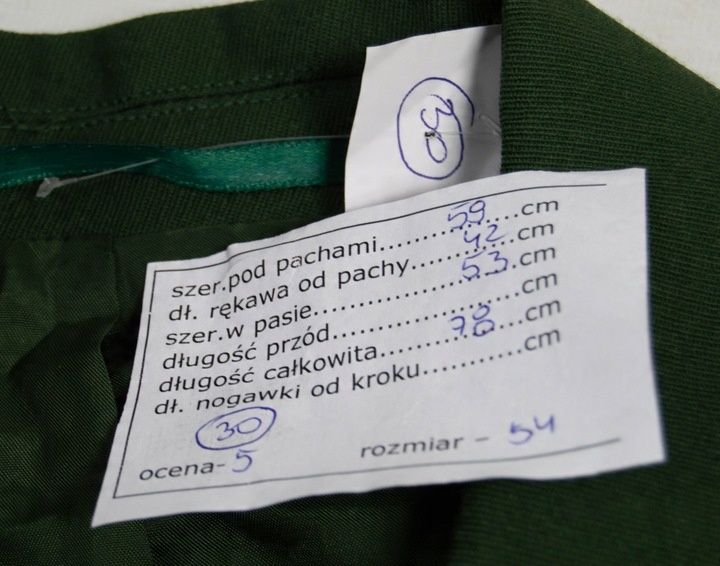 30
szer.pod pachami......59....cm
dł. rękawa od pachy......42...cm
szer.w pasie..................53.cm
długość przód....................cm
długość całkowita........78...cm
dł. nogawki od kroku...........cm
30
ocena-5 rozmiar - 54